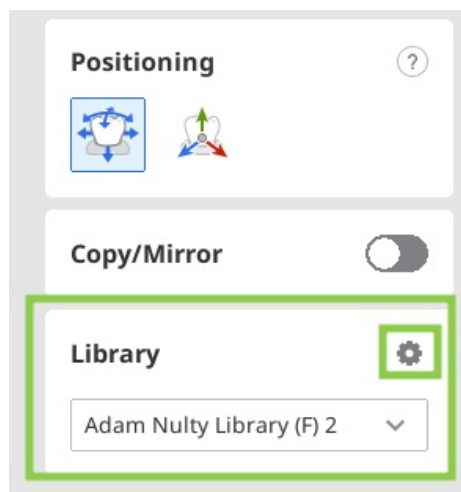 Positioning
?
Copy/Mirror
Library
Adam Nulty Library (F) 2